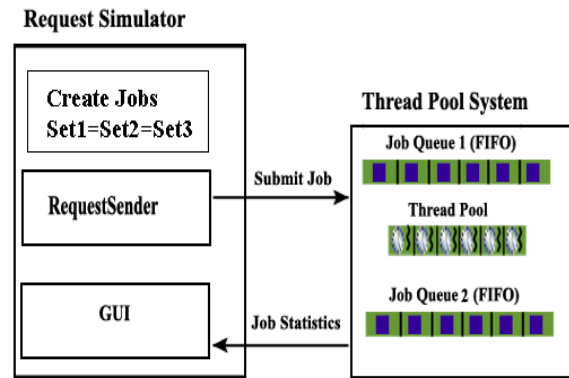 Request Simulator
Create Jobs
Set1=Set2=Set3
RequestSender
GUI
Submit Job
Job Statistics
Thread Pool System
Job Queue 1 (FIFO)
Thread Pool
Job Queue 2 (FIFO)